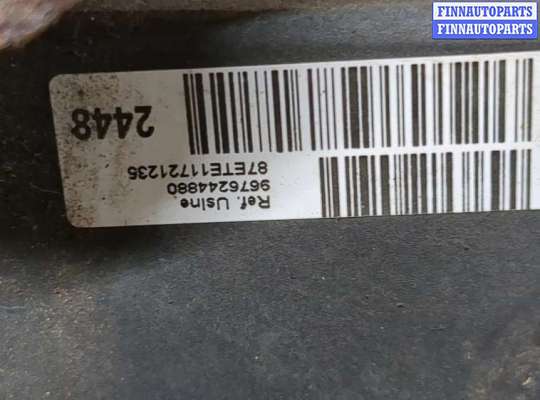 FINNAUTOPARTS
FINNAUTOPARTS
Ref. Usine.
9676244880
87ETE11721235
2448